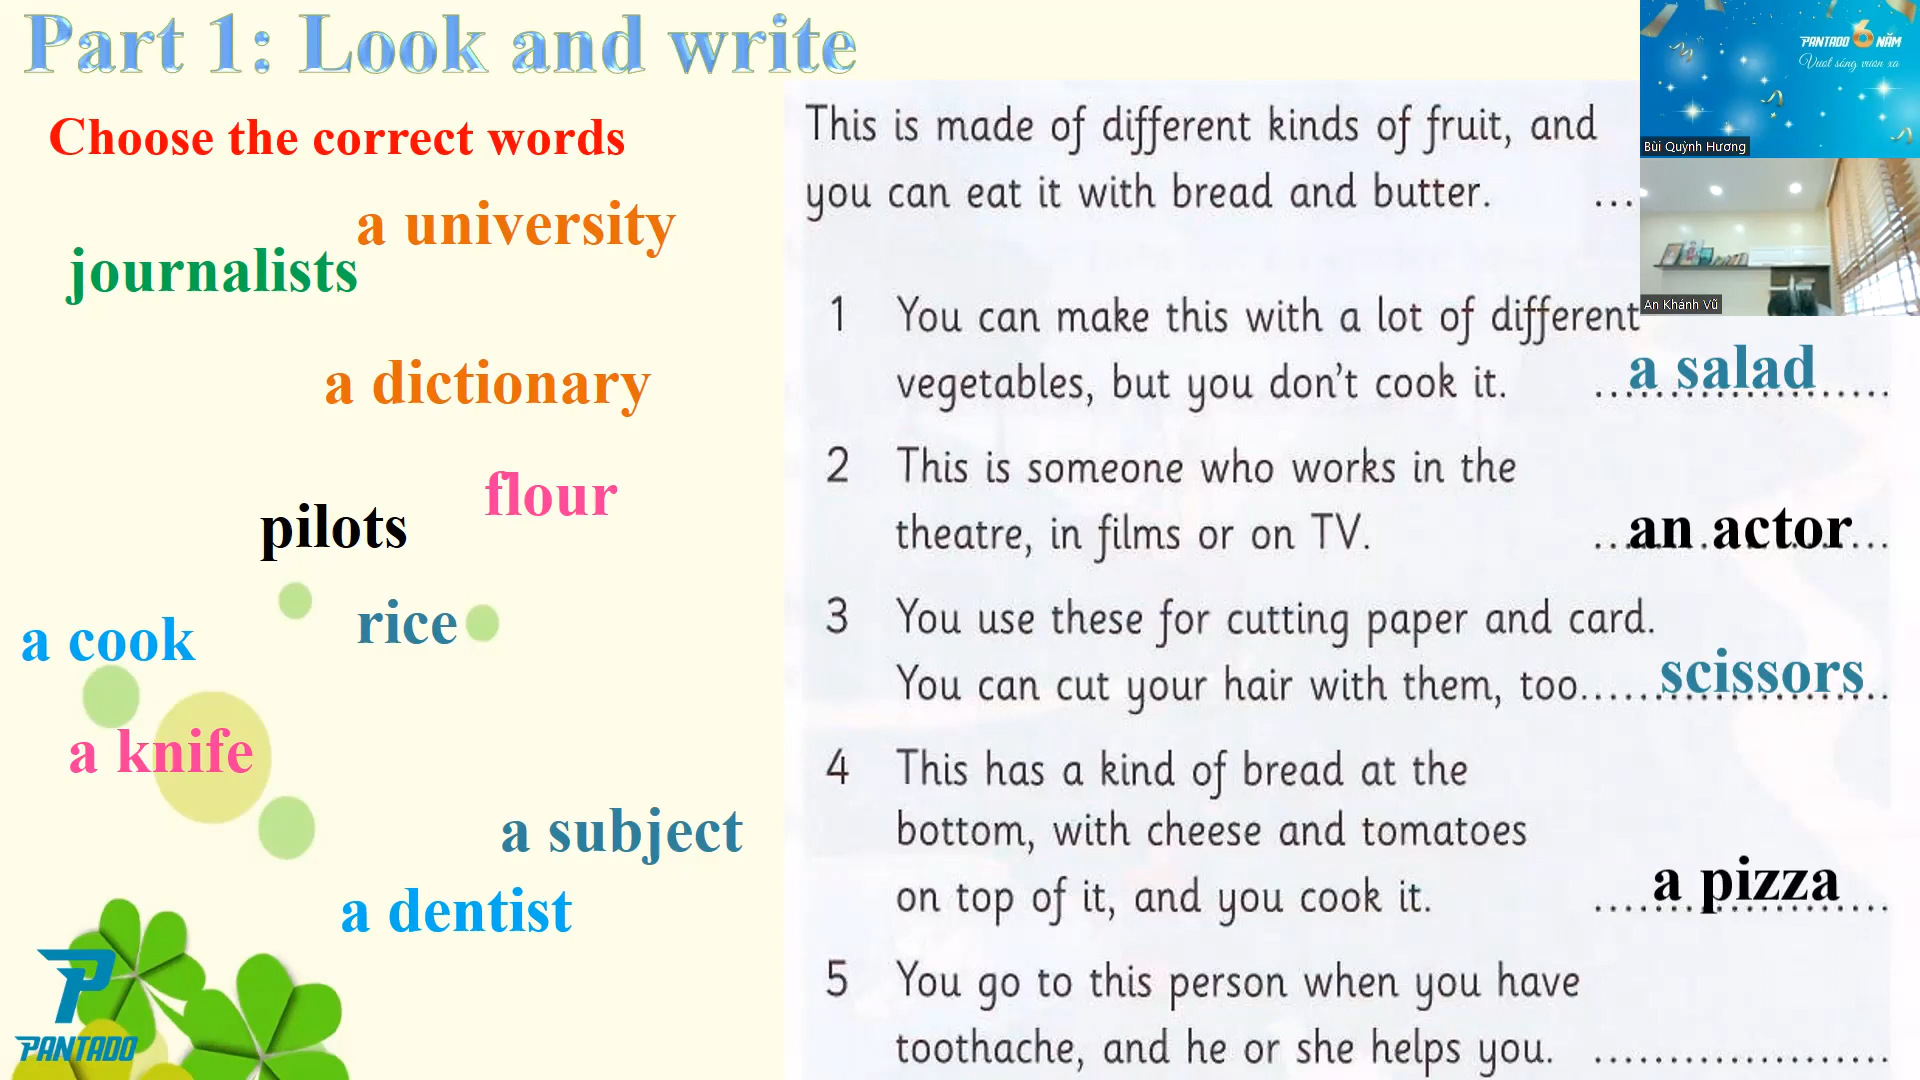 Part 1: Look and write
Choose the correct words
a university
journalists
a dictionary
flour
pilots
rice
a cook
a knife
a subject
a dentist
PANTADO
This is made of different kinds of fruit, and
you can eat it with bread and butter. ...
1 You can make this with a lot of different
vegetables, but you don't cook it. a salad
2 This is someone who works in the
theatre, in films or on TV. an actor
3 You use these for cutting paper and card.
You can cut your hair with them, too. scissors
4 This has a kind of bread at the
bottom, with cheese and tomatoes
on top of it, and you cook it. a pizza
5 You go to this person when you have
toothache, and he or she helps you. ....................
PANTADO 6 NĂM
Vượt sóng vươn xa
Bùi Quỳnh Hương
An Khánh Vũ